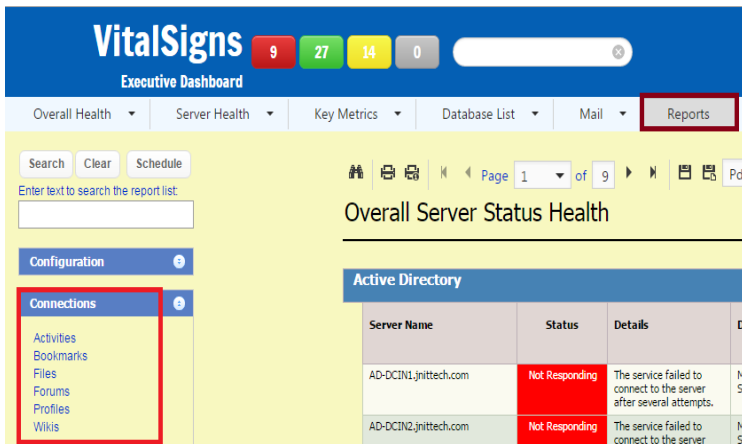 VitalSigns
9 27 14 0
Executive Dashboard
Overall Health Server Health Key Metrics Database List Mail Reports
Search Clear Schedule
Enter text to search the report list:
Page 1 of 9
Overall Server Status Health
Configuration
Connections
Activities
Bookmarks
Files
Forums
Profiles
Wikis
Active Directory
Server Name Status Details
AD-DCIN1.jnittech.com Not Responding The service failed to
connect to the server
after several attempts.
AD-DCIN2.jnittech.com Not Responding The service failed to
connect to the server